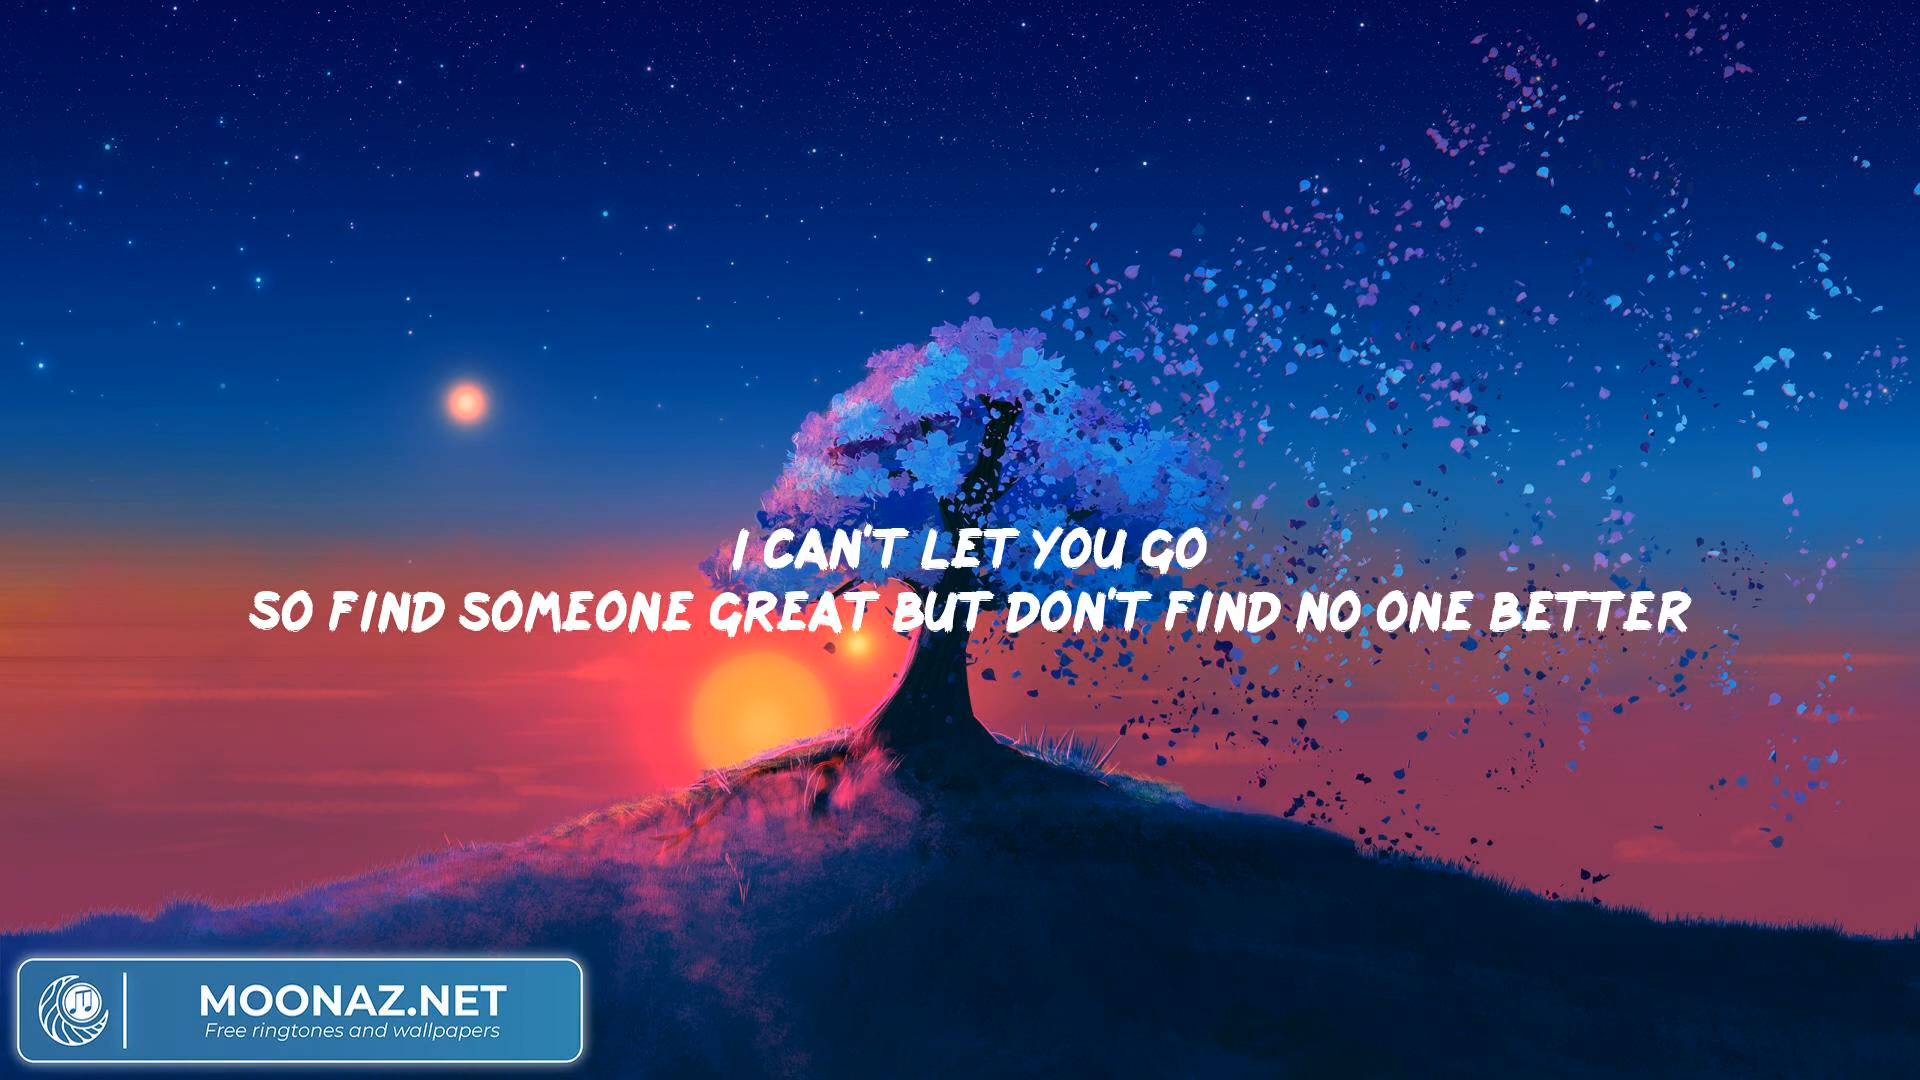 I CAN'T LET YOU GO
SO FIND SOMEONE GREAT BUT DON'T FIND NO ONE BETTER
MOONAZ.NET
Free ringtones and wallpapers